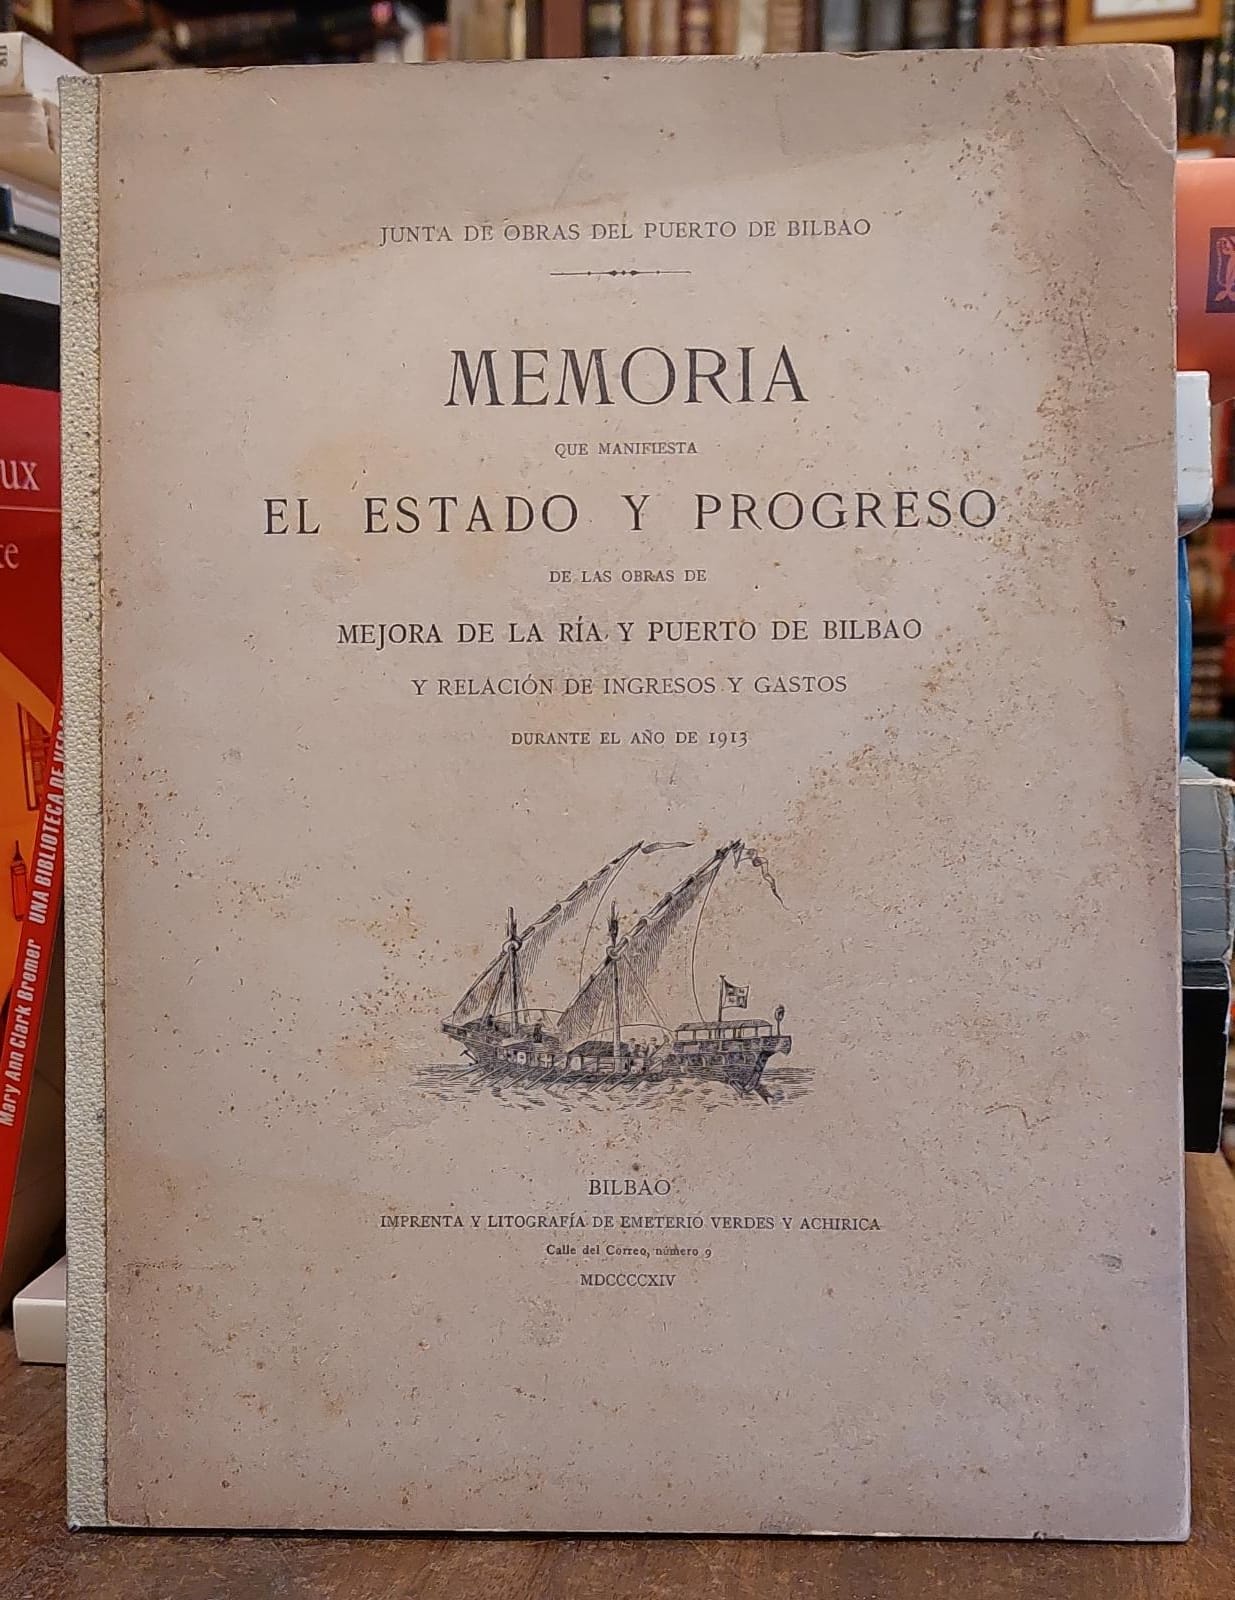 JUNTA DE OBRAS DEL PUERTO DE BILBAO
MEMORIA
QUE MANIFIESTA
EL ESTADO Y PROGRESO
DE LAS OBRAS DE
MEJORA DE LA RÍA Y PUERTO DE BILBAO
Y RELACIÓN DE INGRESOS Y GASTOS
DURANTE EL AÑO DE 1913
BILBAO
IMPRENTA Y LITOGRAFÍA DE EMETERIO VERDES Y ACHIRICA
Calle del Correo, número 9
MDCCCCXIV
Mary Ann Clark Bremer UNA BIBLIOTECA DE
ux